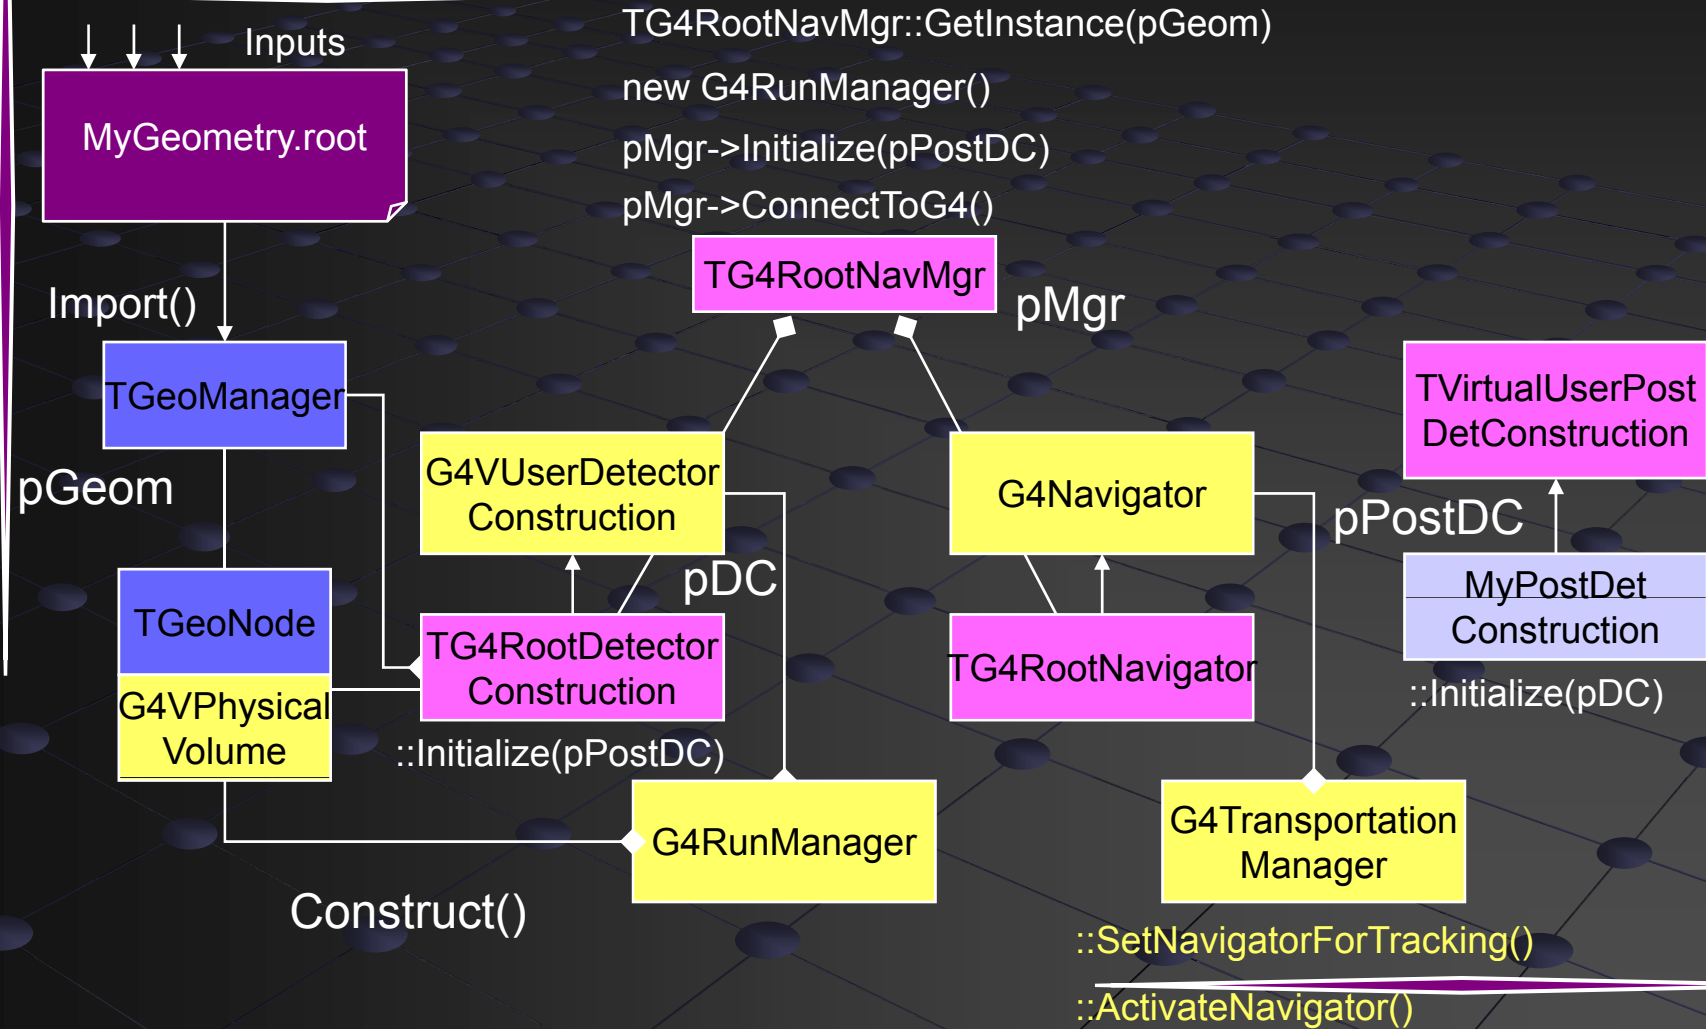 Inputs
TG4RootNavMgr::GetInstance(pGeom)
new G4RunManager()
pMgr->Initialize(pPostDC)
pMgr->ConnectToG4()
MyGeometry.root
Import()
TG4RootNavMgr
pMgr
TGeoManager
pGeom
TVirtualUserPost
DetConstruction
G4VUserDetector
Construction
G4Navigator
pPostDC
pDC
TGeoNode
MyPostDet
Construction
TG4RootDetector
Construction
TG4RootNavigator
::Initialize(pDC)
G4VPhysical
Volume
::Initialize(pPostDC)
G4RunManager
G4Transportation
Manager
Construct()
::SetNavigatorForTracking()
::ActivateNavigator()